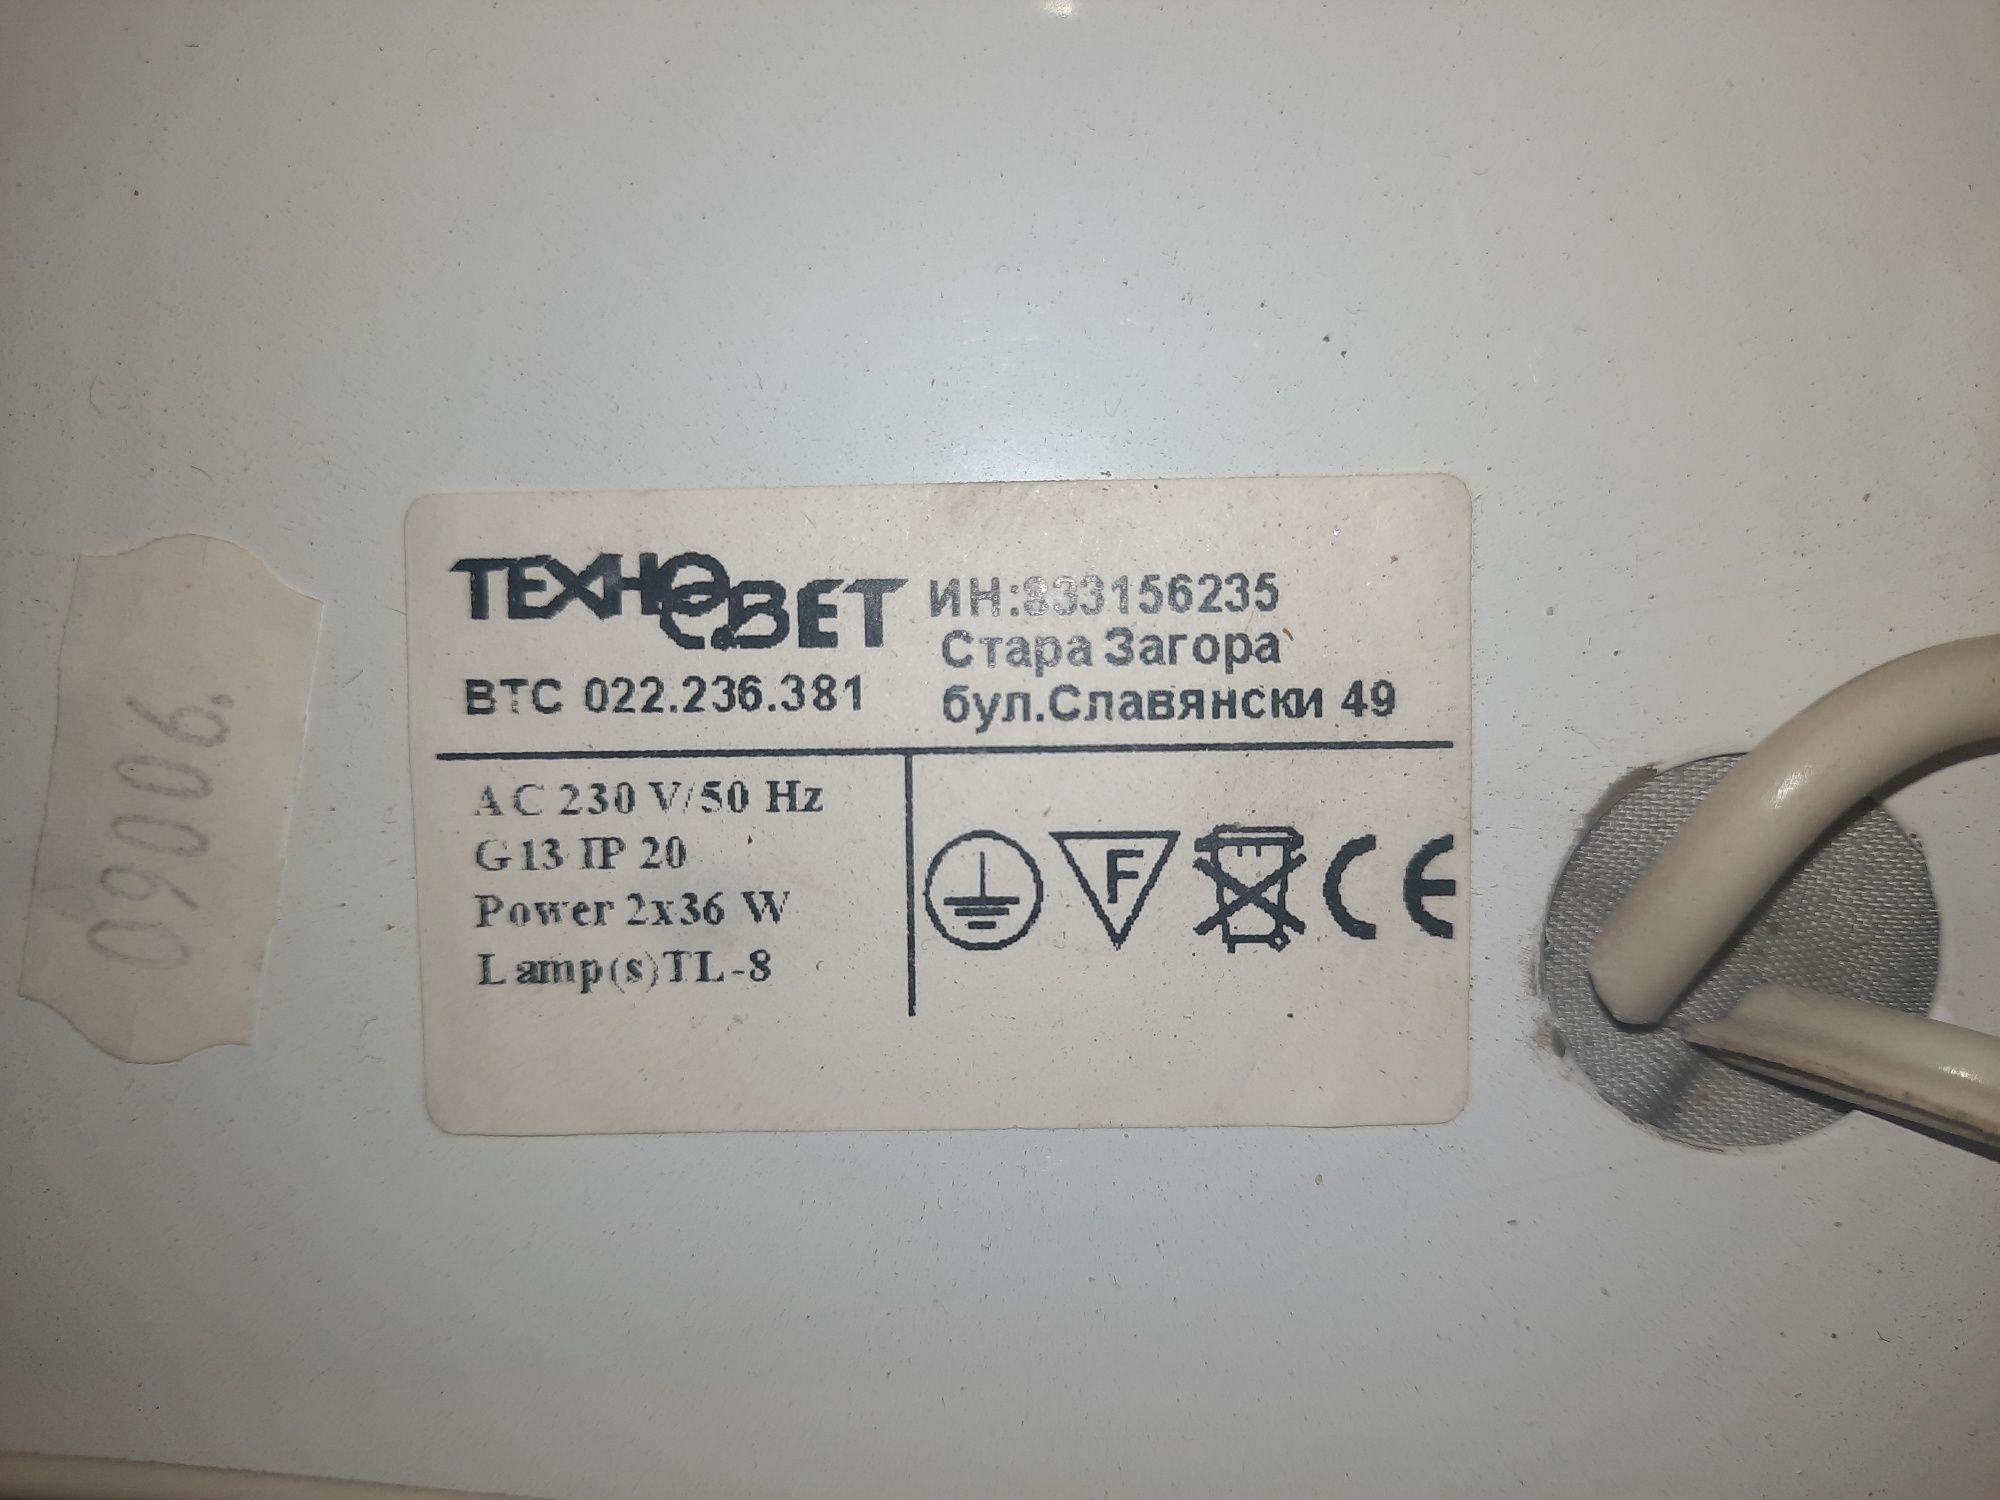 ТЕХНОСВЕТ
ВТС 022.236.381
ИН:833156235
Стара Загора
бул.Славянски 49
AC 230 V/50 Hz
G13 IP 20
Power 2x36 W
Lamp(s)TL-8
F
CE
09006.